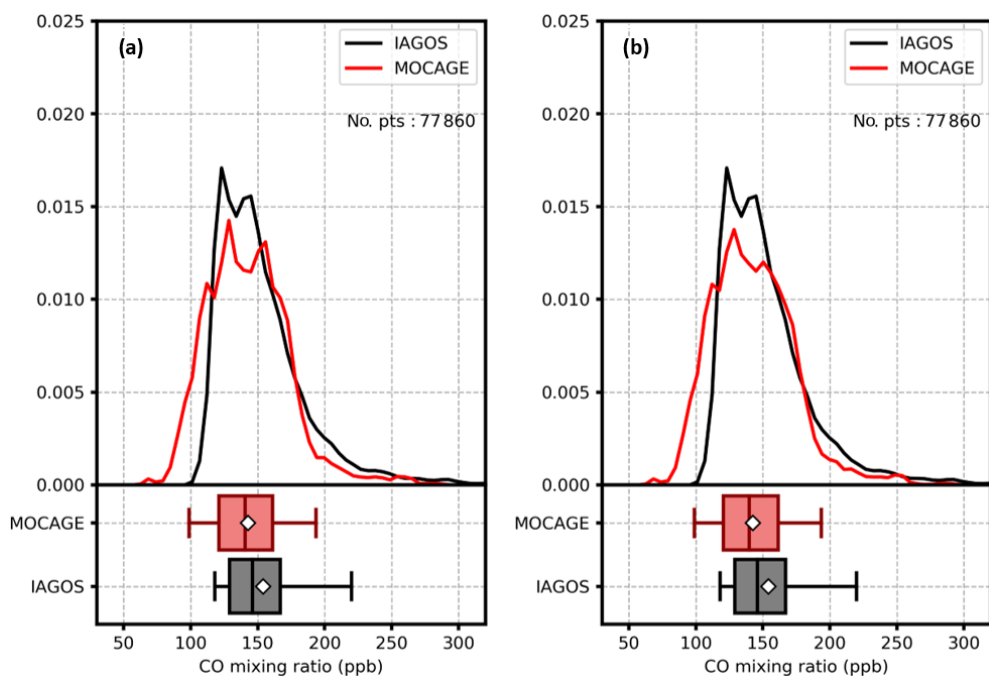 (a)
IAGOS
MOCAGE
No. pts : 77 860
0.025
0.020
0.015
0.010
0.005
0.000
MOCAGE
IAGOS
50 100 150 200 250 300
CO mixing ratio (ppb)
(b)
IAGOS
MOCAGE
No. pts : 77 860
0.025
0.020
0.015
0.010
0.005
0.000
MOCAGE
IAGOS
50 100 150 200 250 300
CO mixing ratio (ppb)